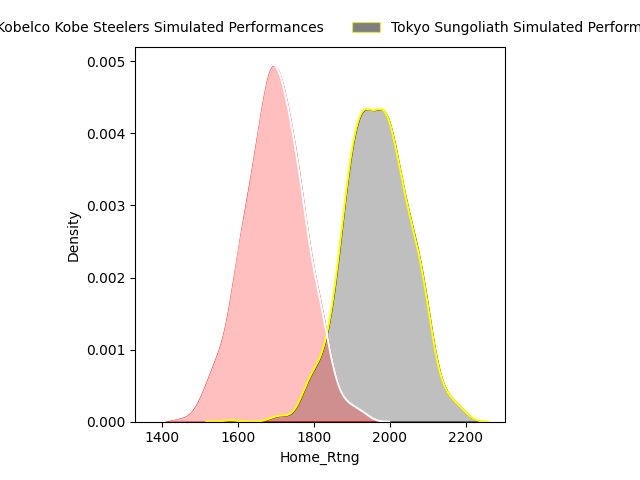 Kobelco Kobe Steelers Simulated Performances
Tokyo Sungoliath Simulated Perform
0.005
0.004
0.003
0.002
0.001
0.000
Density
1400 1600 1800 2000 2200
Home_Rtng